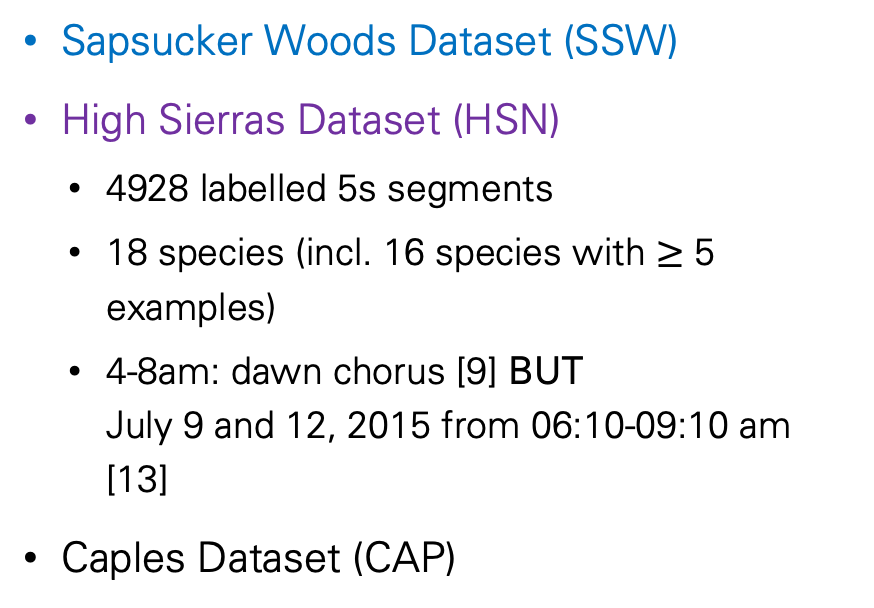 • Sapsucker Woods Dataset (SSW)
• High Sierras Dataset (HSN)
• 4928 labelled 5s segments
• 18 species (incl. 16 species with ≥ 5
examples)
• 4-8am: dawn chorus [9] BUT
July 9 and 12, 2015 from 06:10-09:10 am
[13]
• Caples Dataset (CAP)